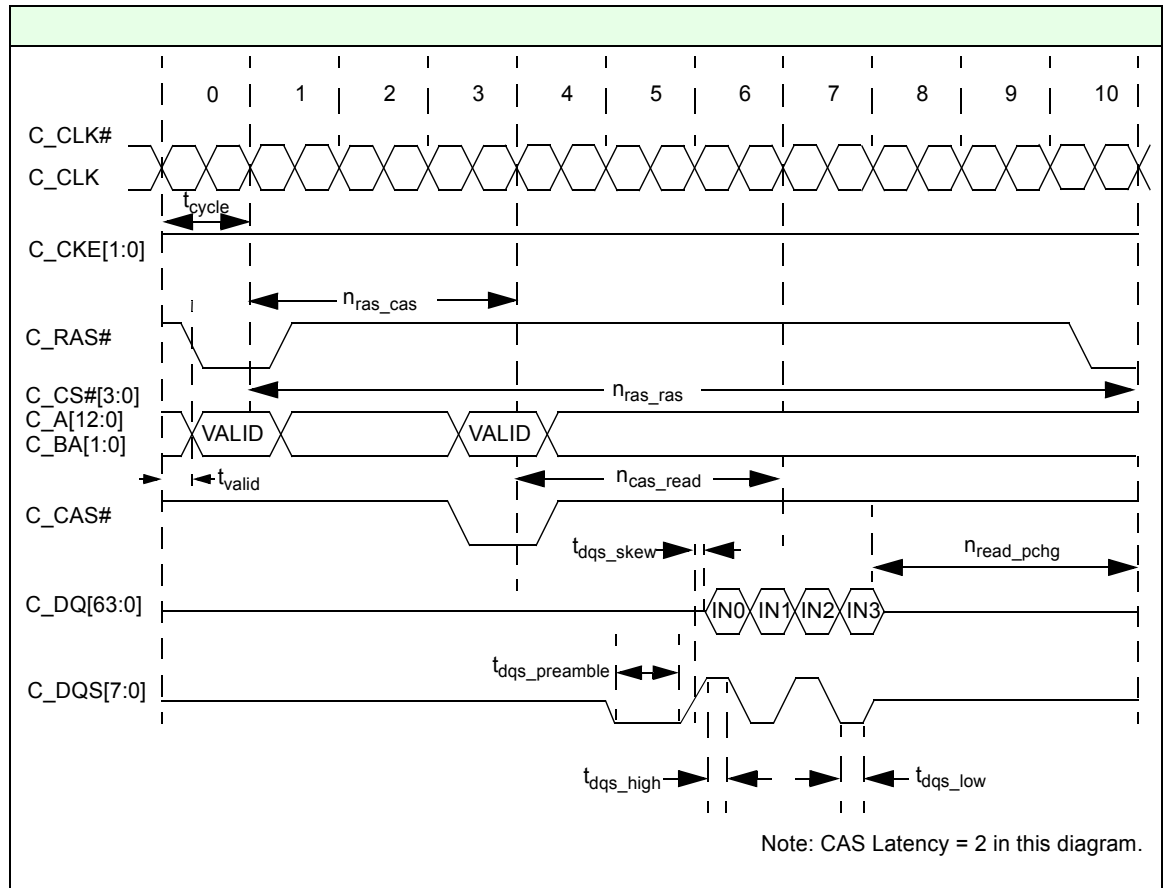 0 1 2 3 4 5 6 7 8 9 10
C_CLK#
C_CLK
tcycle
C_CKE[1:0]
nras_cas
C_RAS#
nras_ras
C_CS#[3:0]
C_A[12:0]
C_BA[1:0]
VALID VALID
tvalid
ncas_read
C_CAS#
tdqs_skew
nread_pchg
C_DQ[63:0]
IN0 IN1 IN2 IN3
tdqs_preamble
C_DQS[7:0]
tdqs_high
tdqs_low
Note: CAS Latency = 2 in this diagram.